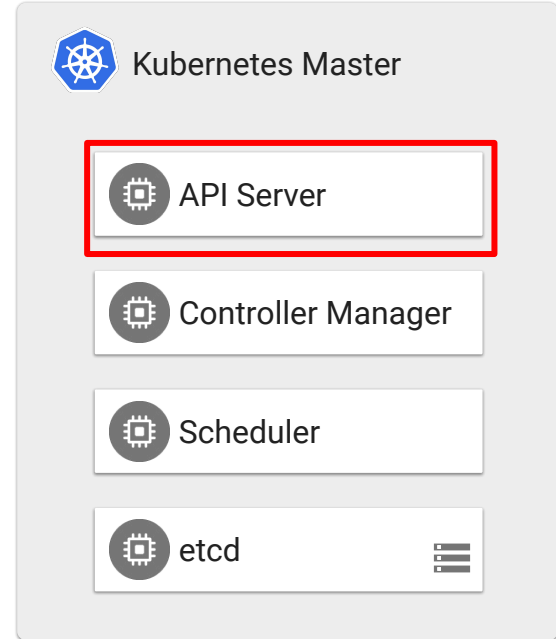 Kubernetes Master
API Server
Controller Manager
Scheduler
etcd